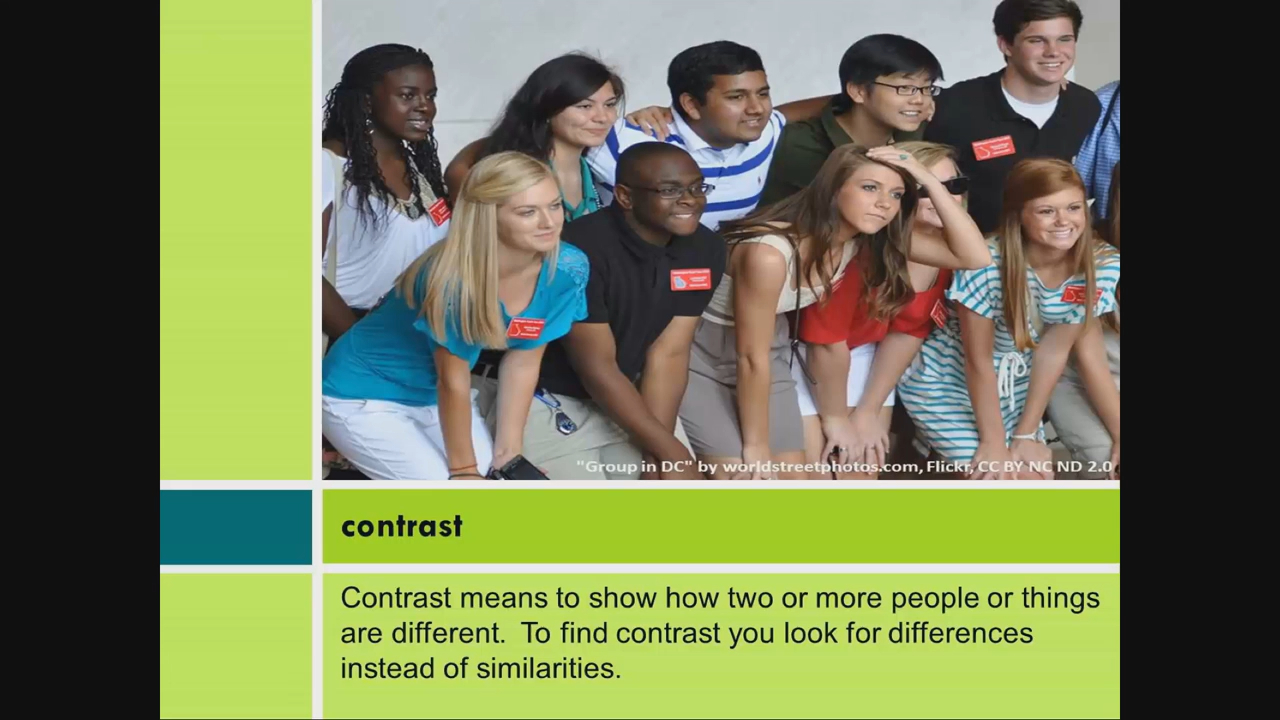 "Group in DC" by worldstreetphotos.com, Flickr, CC BY NC ND 2.0
contrast
Contrast means to show how two or more people or things
are different.  To find contrast you look for differences
instead of similarities.